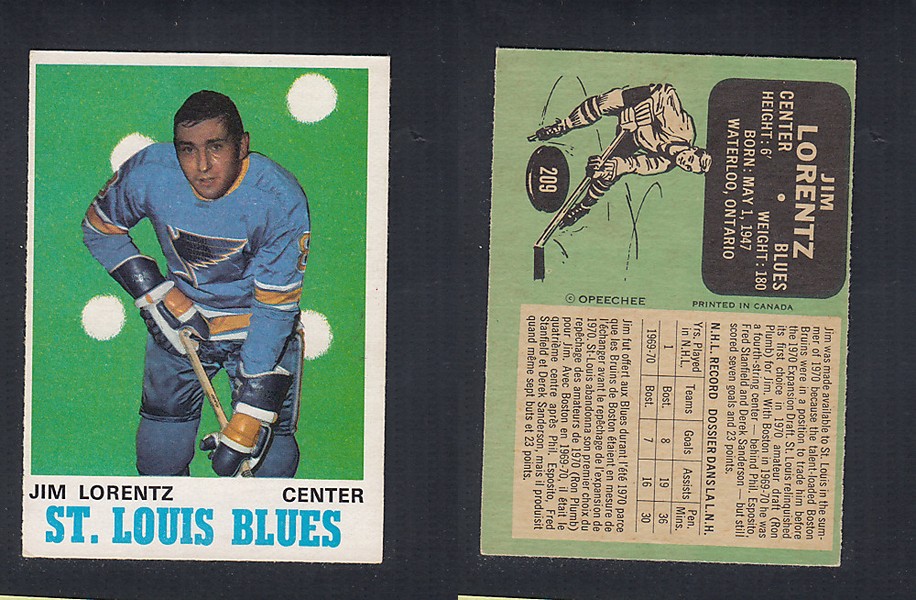 JIM LORENTZ CENTER
ST. LOUIS BLUES
8
JIM
LORENTZ
CENTER • BLUES
HEIGHT: 6' WEIGHT: 180
BORN: MAY 1, 1947
WATERLOO, ONTARIO
209
© OPEECHEE PRINTED IN CANADA
Jim was made available to St. Louis in the sum-
mer of 1970 because the talent loaded Boston
Bruins were in a position to trade him before
the 1970 Expansion Draft. St. Louis relinquished
its first choice in 1970 amateur draft (Ron
Plumb) for Jim. With Boston in 1969-70 he was
a fourth-string center — behind Phil Esposito,
Fred Stanfield and Derek Sanderson — but still
scored seven goals and 23 points.
N.H.L. RECORD DOSSIER DANS LA L.N.H.
Yrs. Played Teams Goals Assists Pen.
in N.H.L. Mins.
1 Bost. 8 19 36
1969-70 Bost. 7 16 30
Jim fut offert aux Blues durant l'été 1970 parce
que les Bruins de Boston étaient en mesure de
l'échanger avant le repêchage de l'expansion de
1970. St-Louis abandonna son premier choix du
repêchage des amateurs de 1970 (Ron Plumb)
pour Jim. Avec Boston en 1969-70, il était le
quatrième centre après Phil. Esposito, Fred
Stanfield et Derek Sanderson, mais il produisit
quand même sept buts et 23 points.